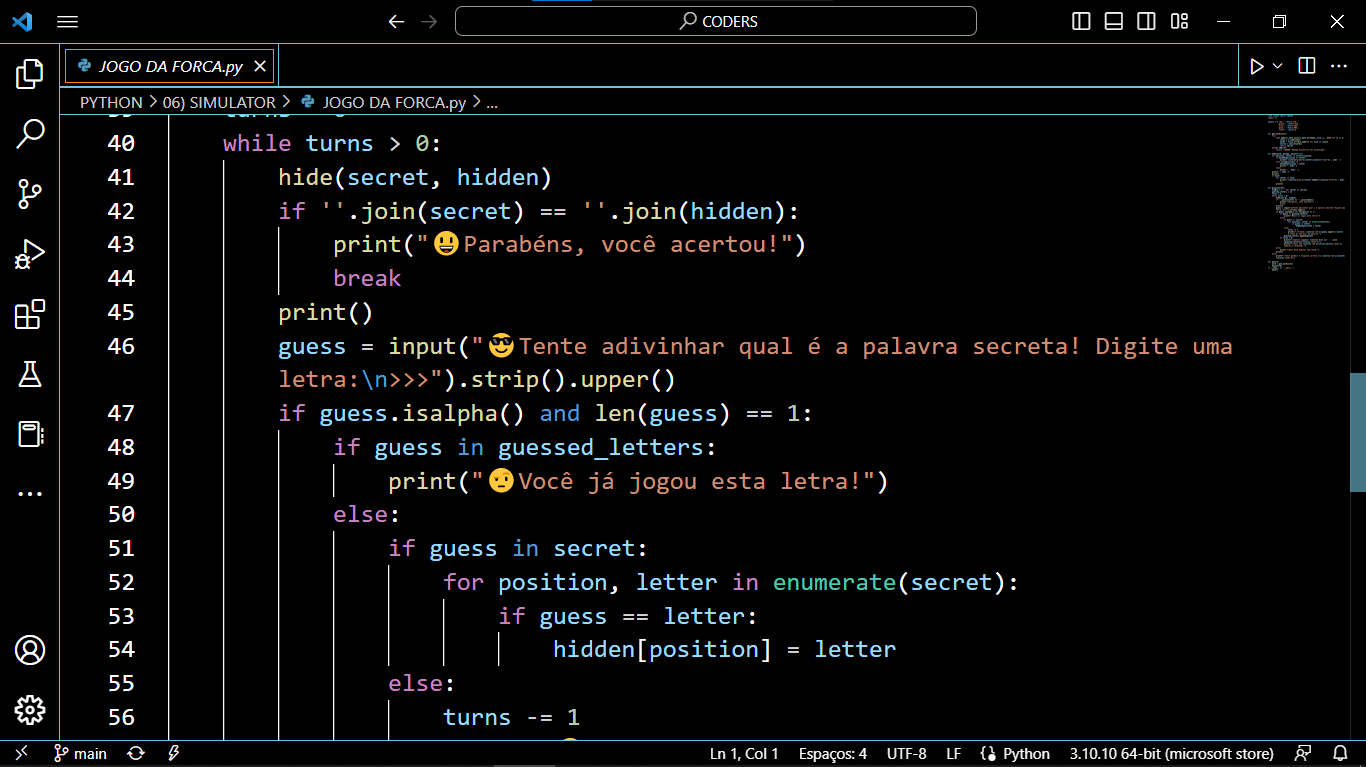 CODERS
JOGO DA FORCA.py
PYTHON > 06) SIMULATOR > JOGO DA FORCA.py > ...
40 while turns > 0:
41 hide(secret, hidden)
42 if ''.join(secret) == ''.join(hidden):
43 print("😃Parabéns, você acertou!")
44 break
45 print()
46 guess = input("😎Tente adivinhar qual é a palavra secreta! Digite uma
letra:\n>>>").strip().upper()
47 if guess.isalpha() and len(guess) == 1:
48 if guess in guessed_letters:
49 print("🤨Você já jogou esta letra!")
50 else:
51 if guess in secret:
52 for position, letter in enumerate(secret):
53 if guess == letter:
54 hidden[position] = letter
55 else:
56 turns -= 1
main Ln 1, Col 1 Espaços: 4 UTF-8 LF Python 3.10.10 64-bit (microsoft store)